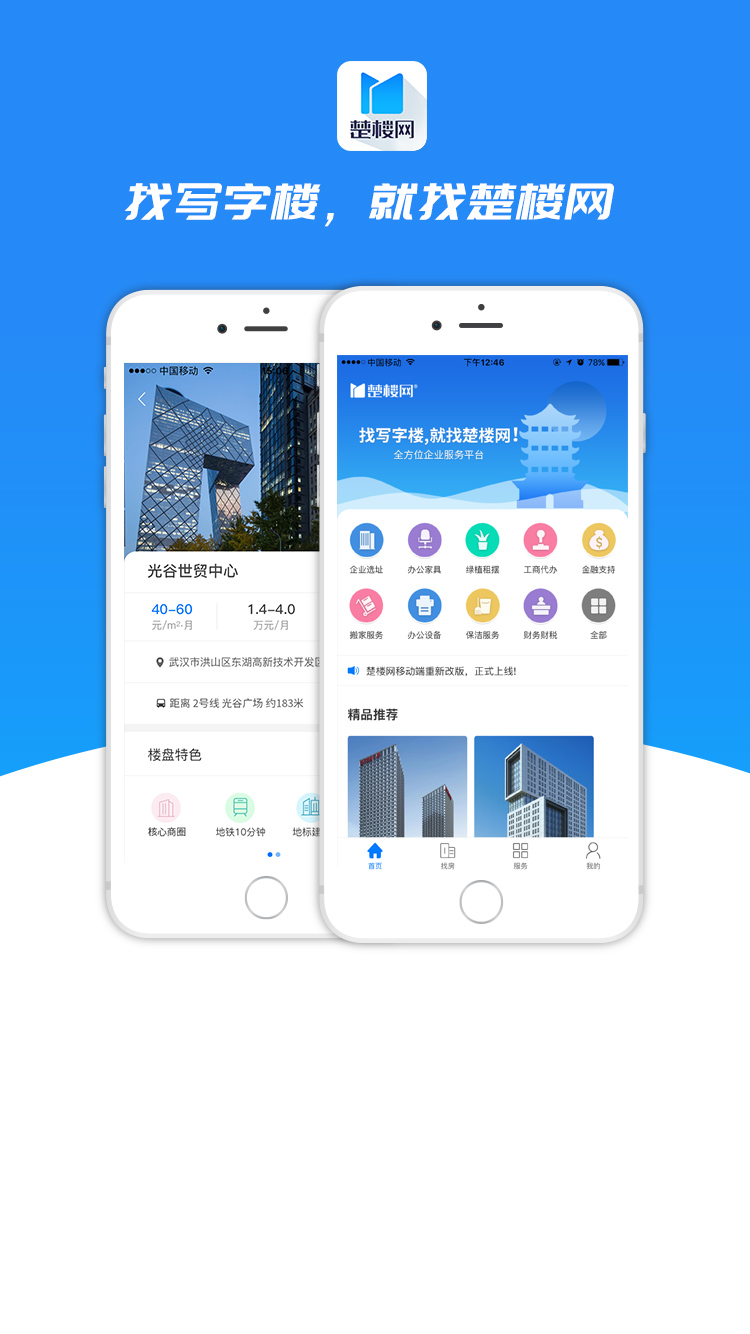 楚楼网
找写字楼，就找楚楼网
中国移动
15:06
光谷世贸中心
40-60
1.4-4.0
元/m²·月
万元/月
武汉市洪山区东湖高新技术开发区
距离 2号线 光谷广场 约183米
楼盘特色
核心商圈
地铁10分钟
地标建
中国移动
下午12:46
78%
楚楼网®
找写字楼,就找楚楼网!
全方位企业服务平台
企业选址
办公家具
绿植租摆
工商代办
金融支持
搬家服务
办公设备
保洁服务
财务财税
全部
楚楼网移动端重新改版，正式上线!
精品推荐
首页
找房
服务
我的